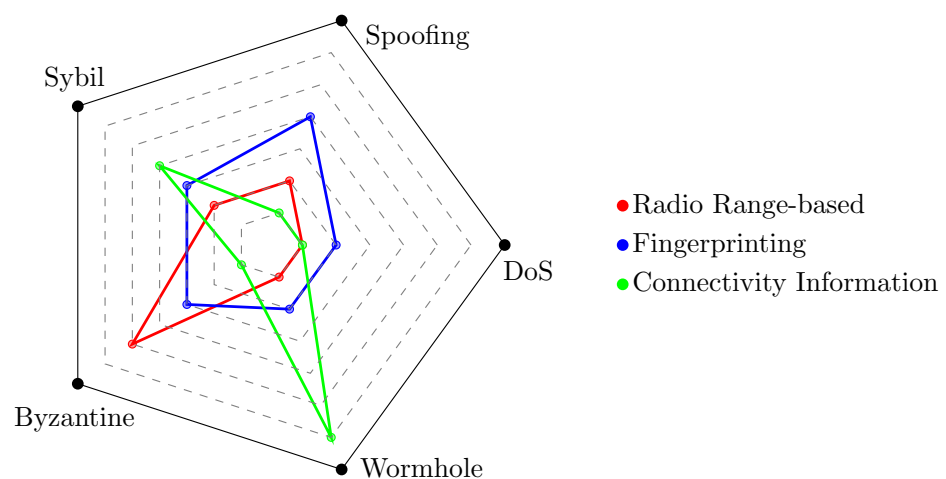 Spoofing
Sybil
Radio Range-based
Fingerprinting
DoS
Connectivity Information
Byzantine
Wormhole